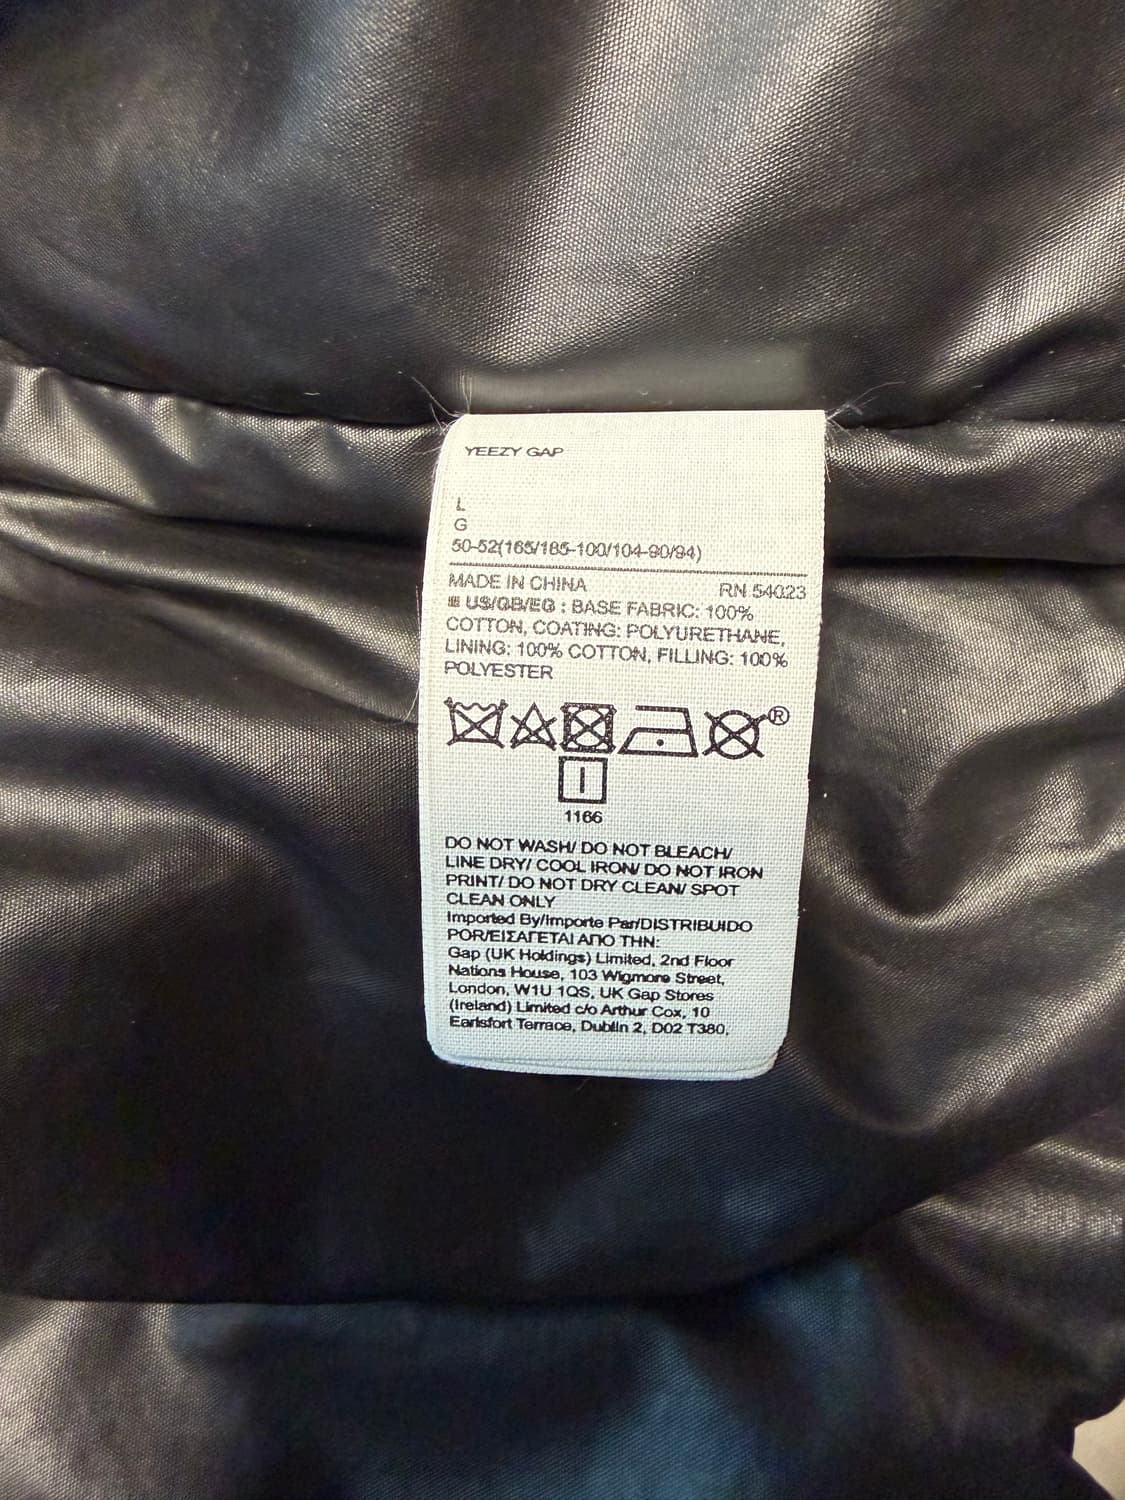 YEEZY GAP
L
G
50-52(165/185-100/104-90/94)
MADE IN CHINA RN 54023
US/GB/EG : BASE FABRIC: 100%
COTTON, COATING: POLYURETHANE,
LINING: 100% COTTON, FILLING: 100%
POLYESTER
®
1166
DO NOT WASH/ DO NOT BLEACH/
LINE DRY/ COOL IRON/ DO NOT IRON
PRINT/ DO NOT DRY CLEAN/ SPOT
CLEAN ONLY
Imported By/Importe Par/DISTRIBUIDO
POR/ΕΙΣΑΓΕΤΑΙ ΑΠΟ ΤΗΝ:
Gap (UK Holdings) Limited, 2nd Floor
Nations House, 103 Wigmore Street,
London, W1U 1QS, UK Gap Stores
(Ireland) Limited c/o Arthur Cox, 10
Earlsfort Terrace, Dublin 2, D02 T380,